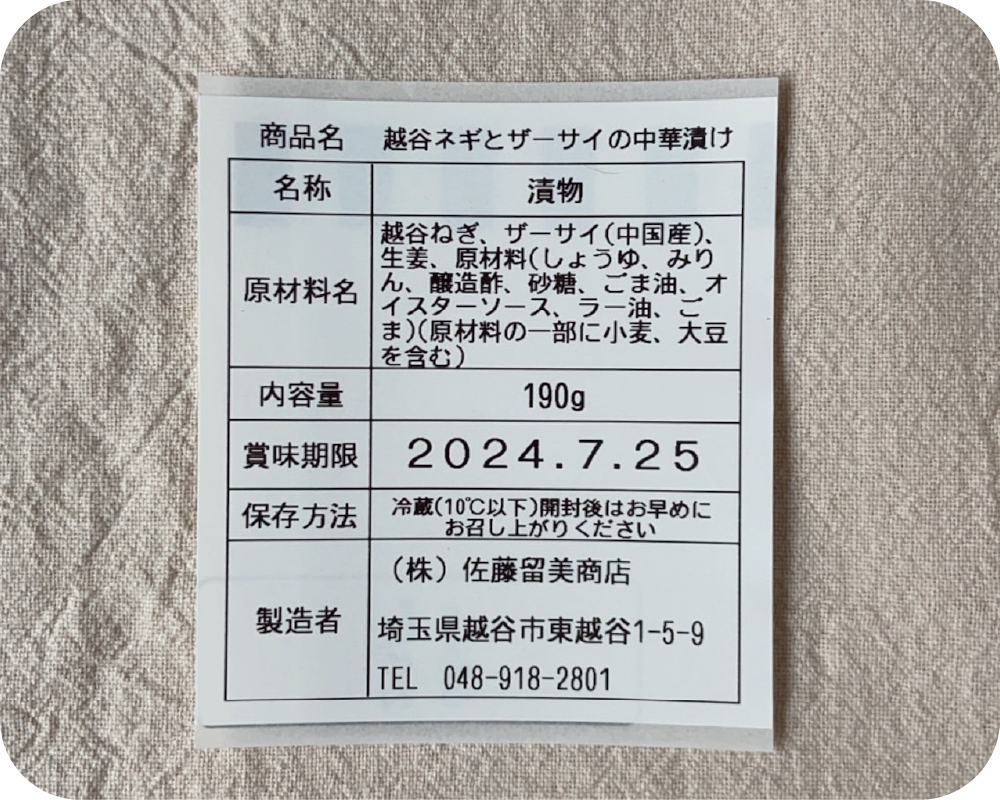 商品名 越谷ネギとザーサイの中華漬け
名称 漬物
原材料名
越谷ねぎ、ザーサイ(中国産)、
生姜、原材料(しょうゆ、みり
ん、醸造酢、砂糖、ごま油、オ
イスターソース、ラー油、ご
ま)(原材料の一部に小麦、大豆
を含む)
内容量 190g
賞味期限 2024.7.25
保存方法
冷蔵(10℃以下)開封後はお早めに
お召し上がりください
製造者
(株)佐藤留美商店
埼玉県越谷市東越谷1-5-9
TEL 048-918-2801